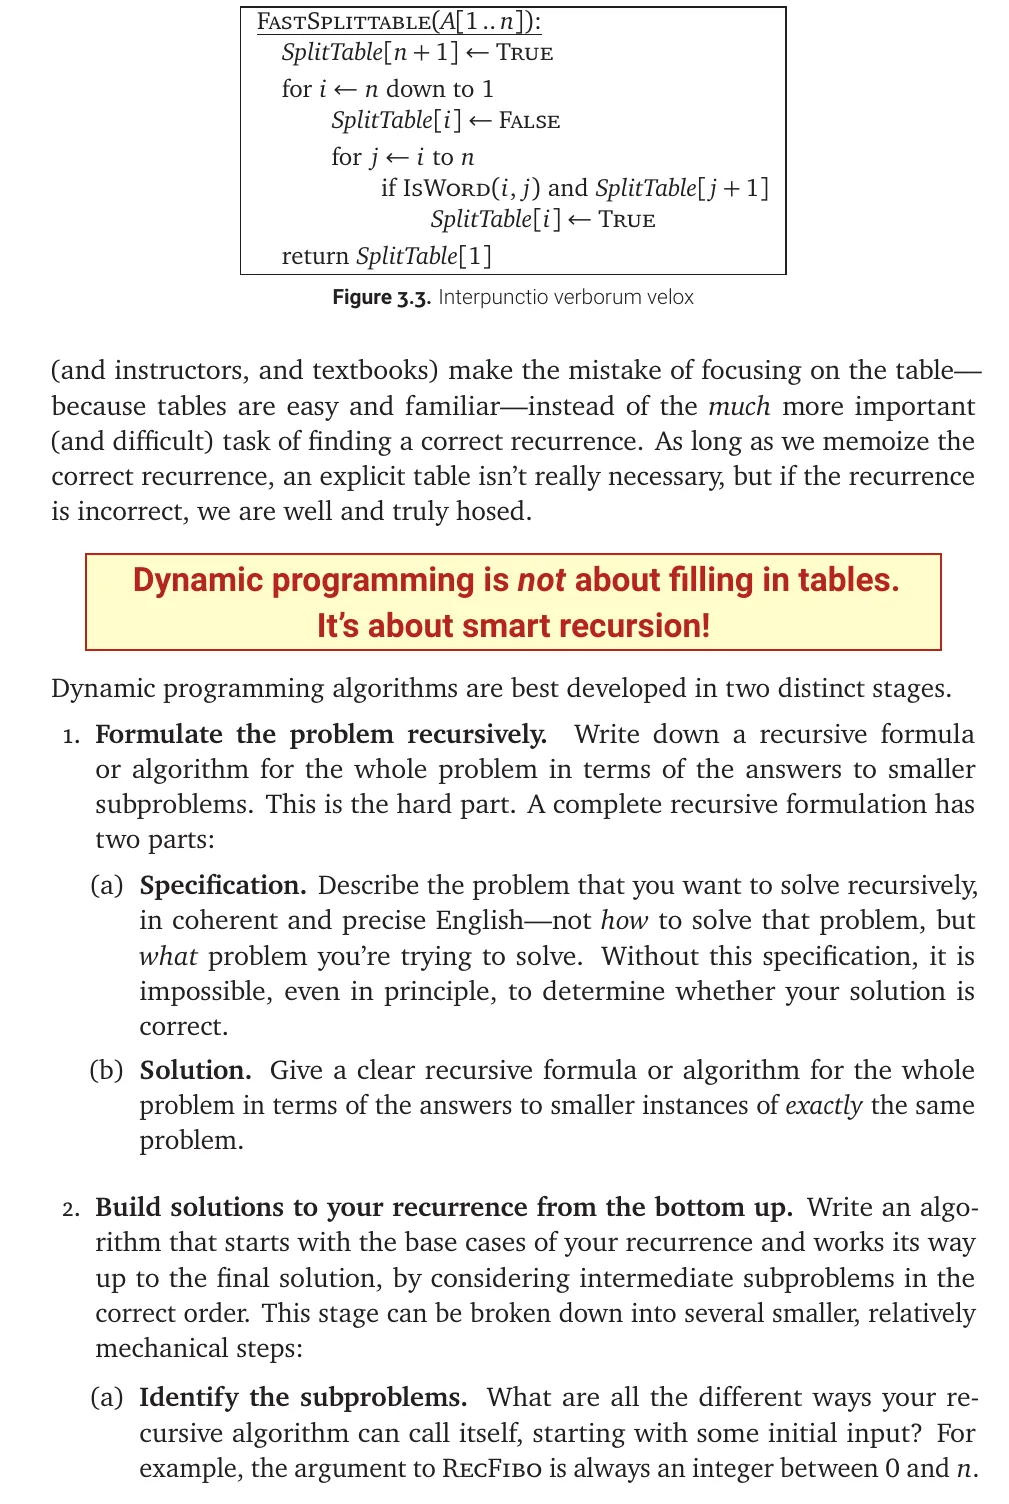 FASTSPLITTABLE(A[1 .. n]):
SplitTable[n + 1] ← TRUE
for i ← n down to 1
SplitTable[i] ← FALSE
for j ← i to n
if ISWORD(i, j) and SplitTable[j + 1]
SplitTable[i] ← TRUE
return SplitTable[1]
Figure 3.3. Interpunctio verborum velox
(and instructors, and textbooks) make the mistake of focusing on the table—
because tables are easy and familiar—instead of the much more important
(and difficult) task of finding a correct recurrence. As long as we memoize the
correct recurrence, an explicit table isn’t really necessary, but if the recurrence
is incorrect, we are well and truly hosed.
Dynamic programming is not about filling in tables.
It’s about smart recursion!
Dynamic programming algorithms are best developed in two distinct stages.
1. Formulate the problem recursively. Write down a recursive formula
or algorithm for the whole problem in terms of the answers to smaller
subproblems. This is the hard part. A complete recursive formulation has
two parts:
(a) Specification. Describe the problem that you want to solve recursively,
in coherent and precise English—not how to solve that problem, but
what problem you’re trying to solve. Without this specification, it is
impossible, even in principle, to determine whether your solution is
correct.
(b) Solution. Give a clear recursive formula or algorithm for the whole
problem in terms of the answers to smaller instances of exactly the same
problem.
2. Build solutions to your recurrence from the bottom up. Write an algo-
rithm that starts with the base cases of your recurrence and works its way
up to the final solution, by considering intermediate subproblems in the
correct order. This stage can be broken down into several smaller, relatively
mechanical steps:
(a) Identify the subproblems. What are all the different ways your re-
cursive algorithm can call itself, starting with some initial input? For
example, the argument to RECFIBO is always an integer between 0 and n.